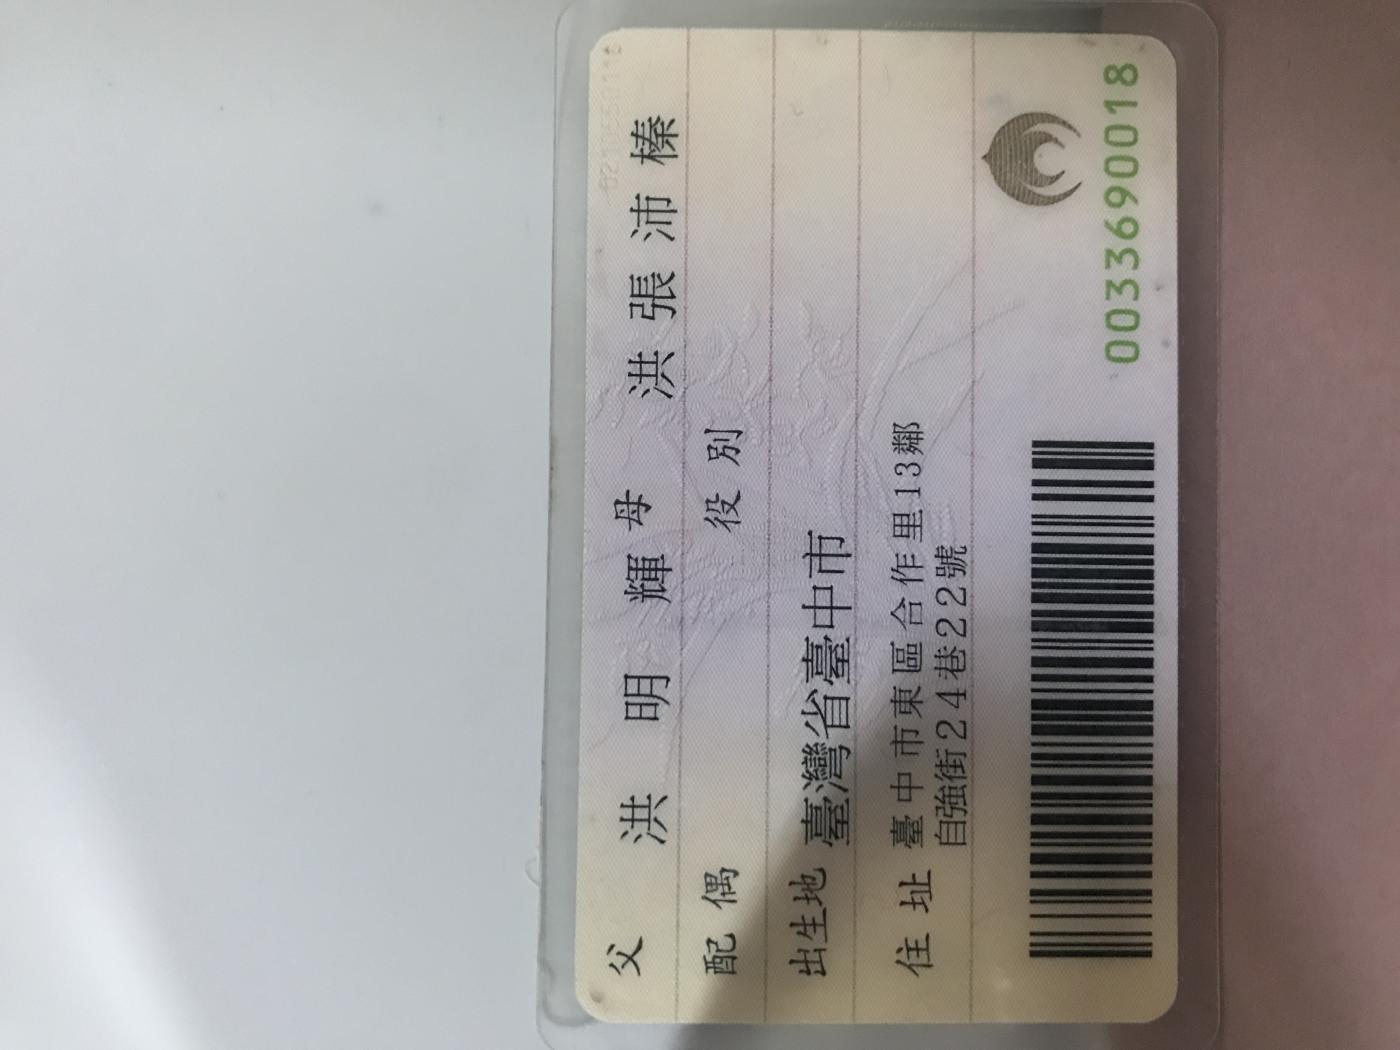 父 洪明輝 母 洪張沛榛
配偶 役別
出生地 臺灣省臺中市
住址 臺中市東區合作里13鄰
自強街24巷22號
0033690018